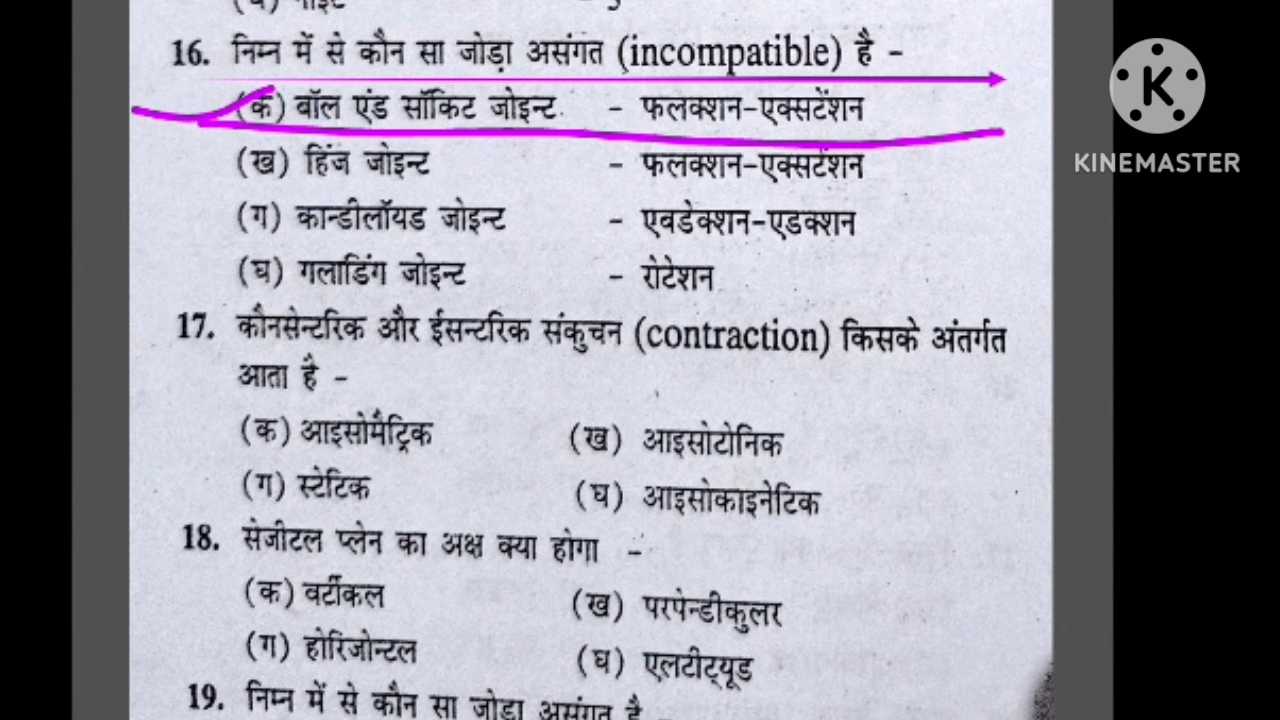 16. निम्न में से कौन सा जोड़ा असंगत (incompatible) है -
(क) बॉल एंड सॉकिट जोइन्ट - फलक्शन-एक्सटेंशन
(ख) हिंज जोइन्ट - फलक्शन-एक्सटेंशन
(ग) कान्डीलॉयड जोइन्ट - एवडेक्शन-एडक्शन
(घ) गलाडिंग जोइन्ट - रोटेशन
17. कौनसेन्टरिक और ईसन्टरिक संकुचन (contraction) किसके अंतर्गत
आता है -
(क) आइसोमैट्रिक (ख) आइसोटोनिक
(ग) स्टेटिक (घ) आइसोकाइनेटिक
18. सेजीटल प्लेन का अक्ष क्या होगा -
(क) वर्टीकल (ख) परपेन्डीकुलर
(ग) होरिजोन्टल (घ) एलटीट्यूड
19. निम्न में से कौन सा जोड़ा असंगत है -
K
KINEMASTER